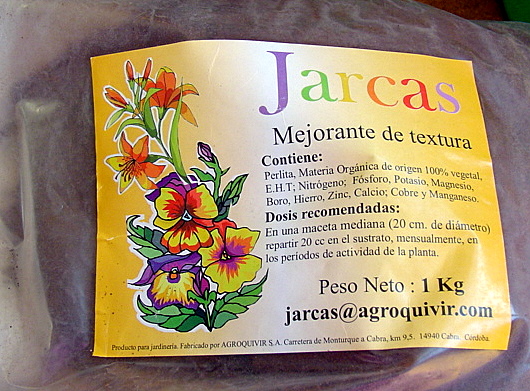 Jarcas
Mejorante de textura
Contiene:
Perlita, Materia Orgánica de origen 100% vegetal,
E.H.T; Nitrógeno; Fósforo, Potasio, Magnesio,
Boro, Hierro, Zinc, Calcio; Cobre y Manganeso.
Dosis recomendadas:
En una maceta mediana (20 cm. de diámetro)
repartir 20 cc en el sustrato, mensualmente, en
los periodos de actividad de la planta.
Peso Neto : 1 Kg
jarcas@agroquivir.com
Producto para jardinería. Fabricado por AGROQUIVIR S.A. Carretera de Monturque a Cabra, km 9,5. 14940 Cabra. Córdoba.